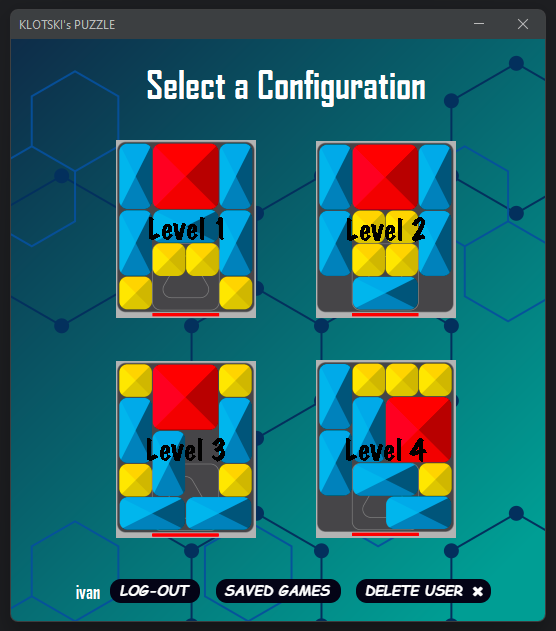 KLOTSKI's PUZZLE
Select a Configuration
Level 1
Level 2
Level 3
Level 4
ivan
LOG-OUT
SAVED GAMES
DELETE USER ✖